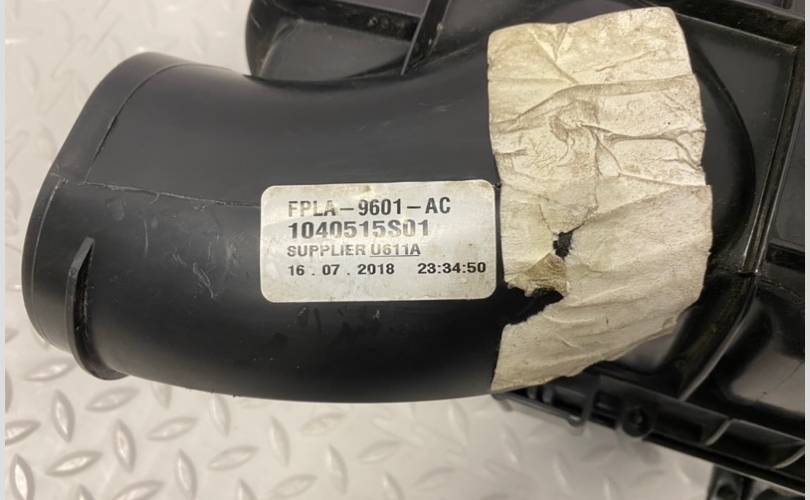 FPLA-9601-AC
1040515S01
SUPPLIER U611A
16.07.2018 23:34:50